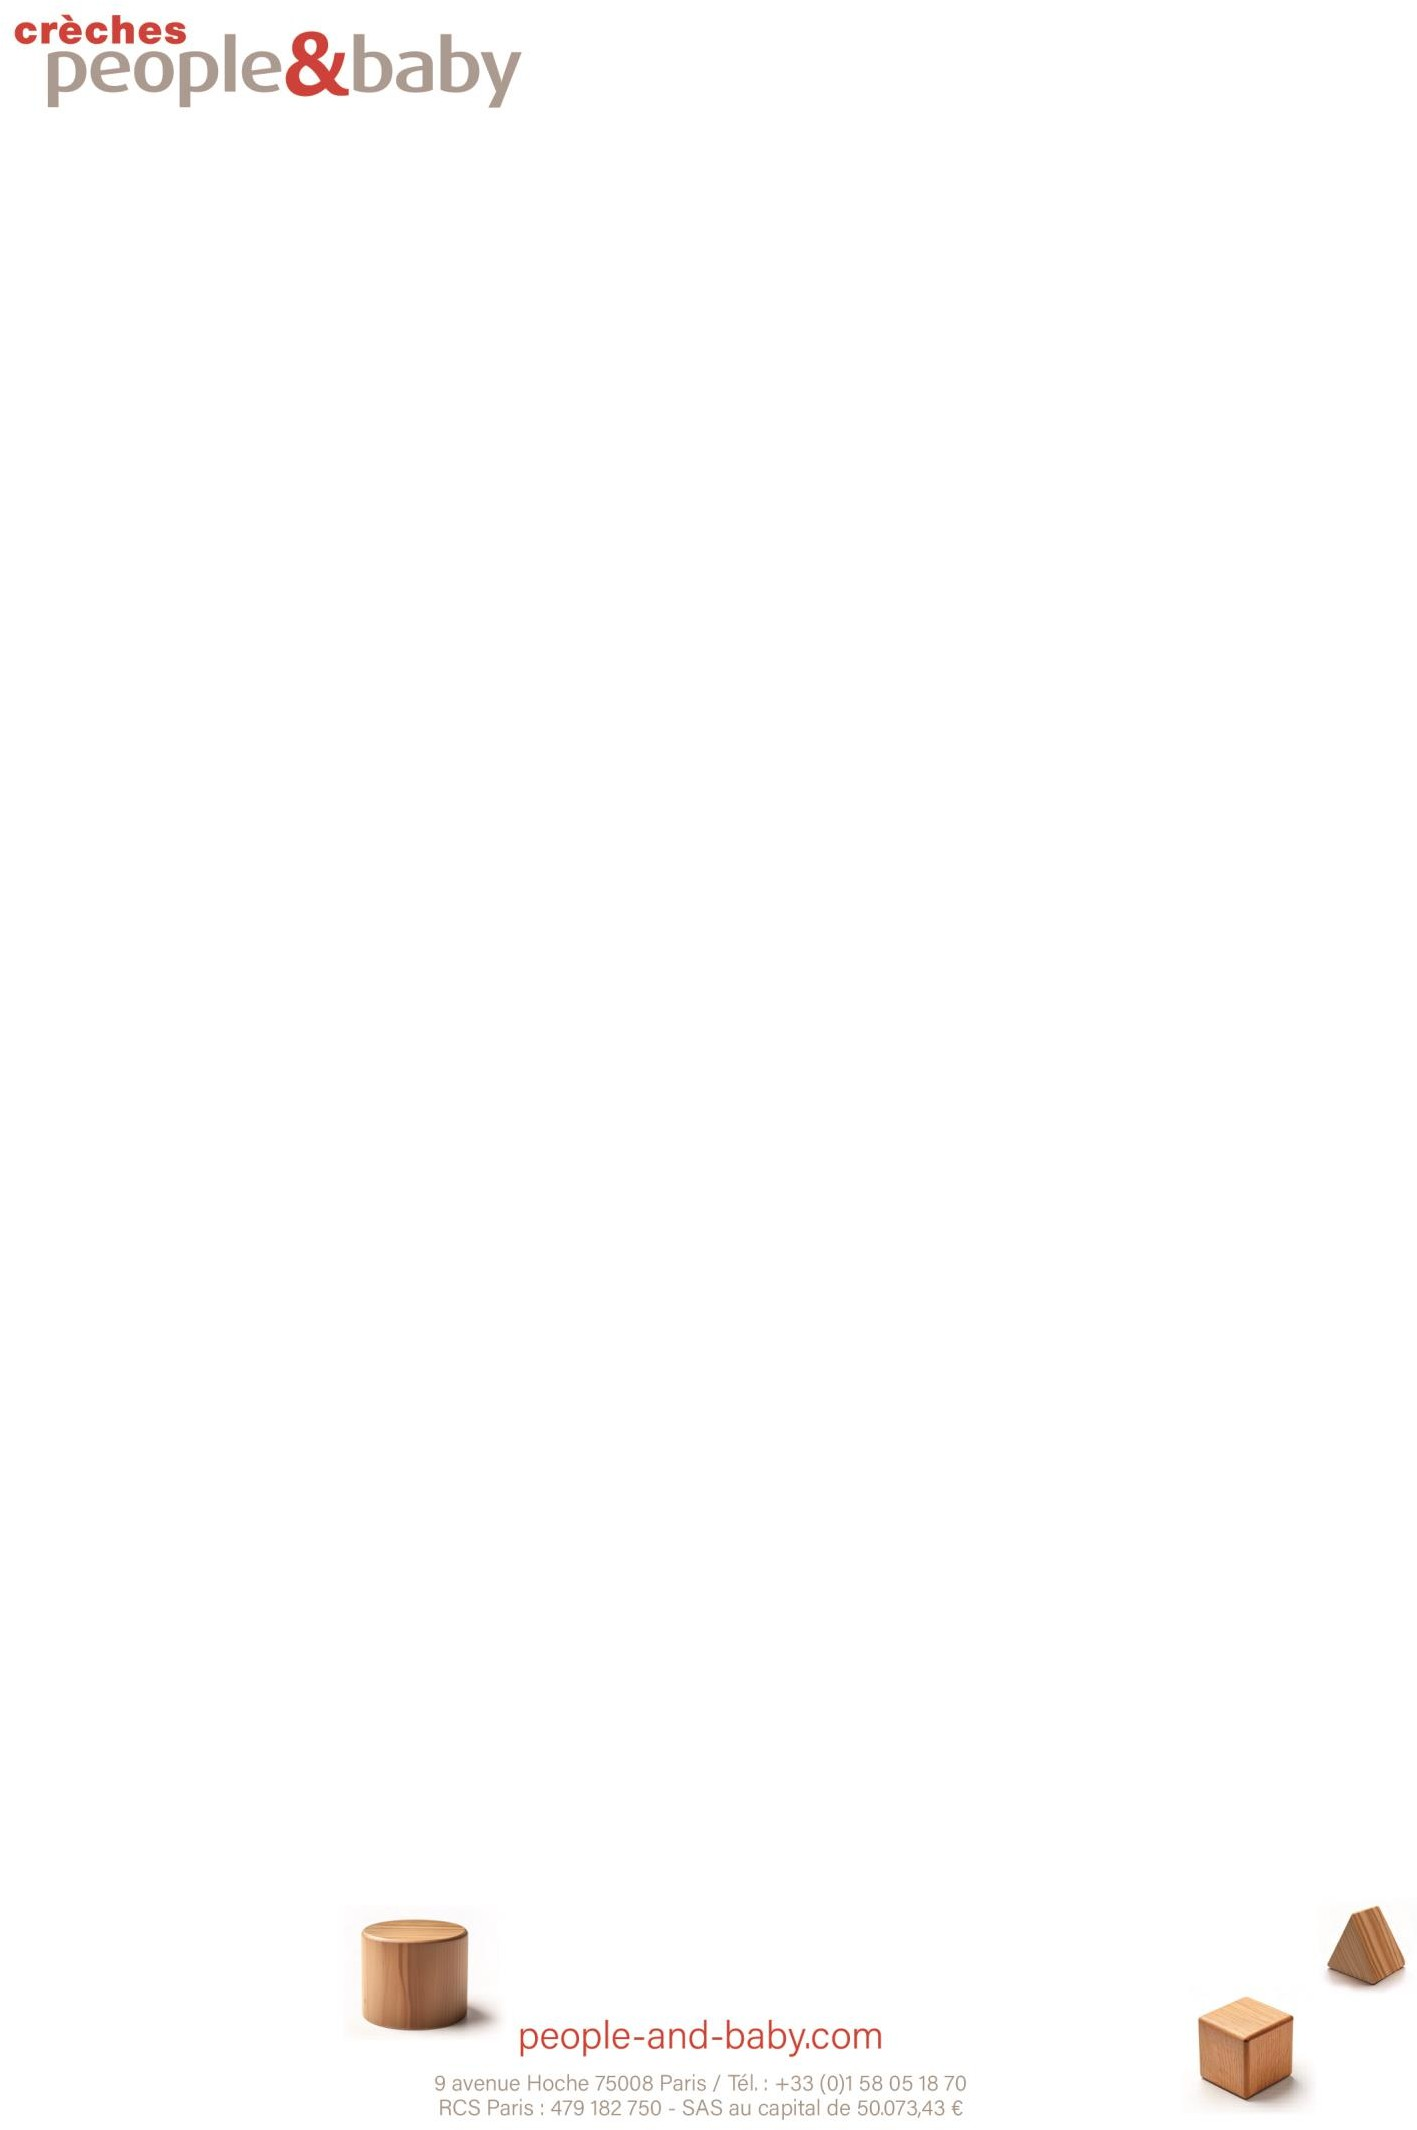 crèches
people&baby
people-and-baby.com
9 avenue Hoche 75008 Paris / Tél. : +33 (0)1 58 05 18 70
RCS Paris : 479 182 750 - SAS au capital de 50.073,43 €